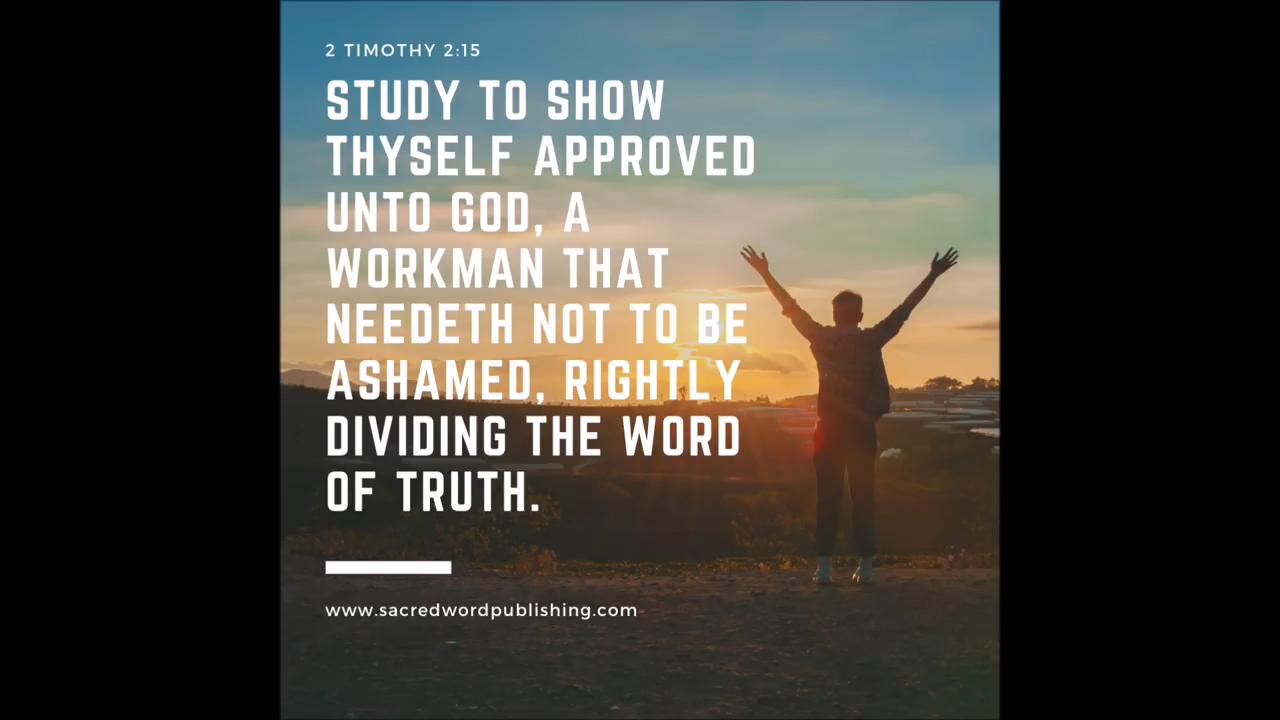 2 TIMOTHY 2:15
STUDY TO SHOW
THYSELF APPROVED
UNTO GOD, A
WORKMAN THAT
NEEDETH NOT TO BE
ASHAMED, RIGHTLY
DIVIDING THE WORD
OF TRUTH.
www.sacredwordpublishing.com